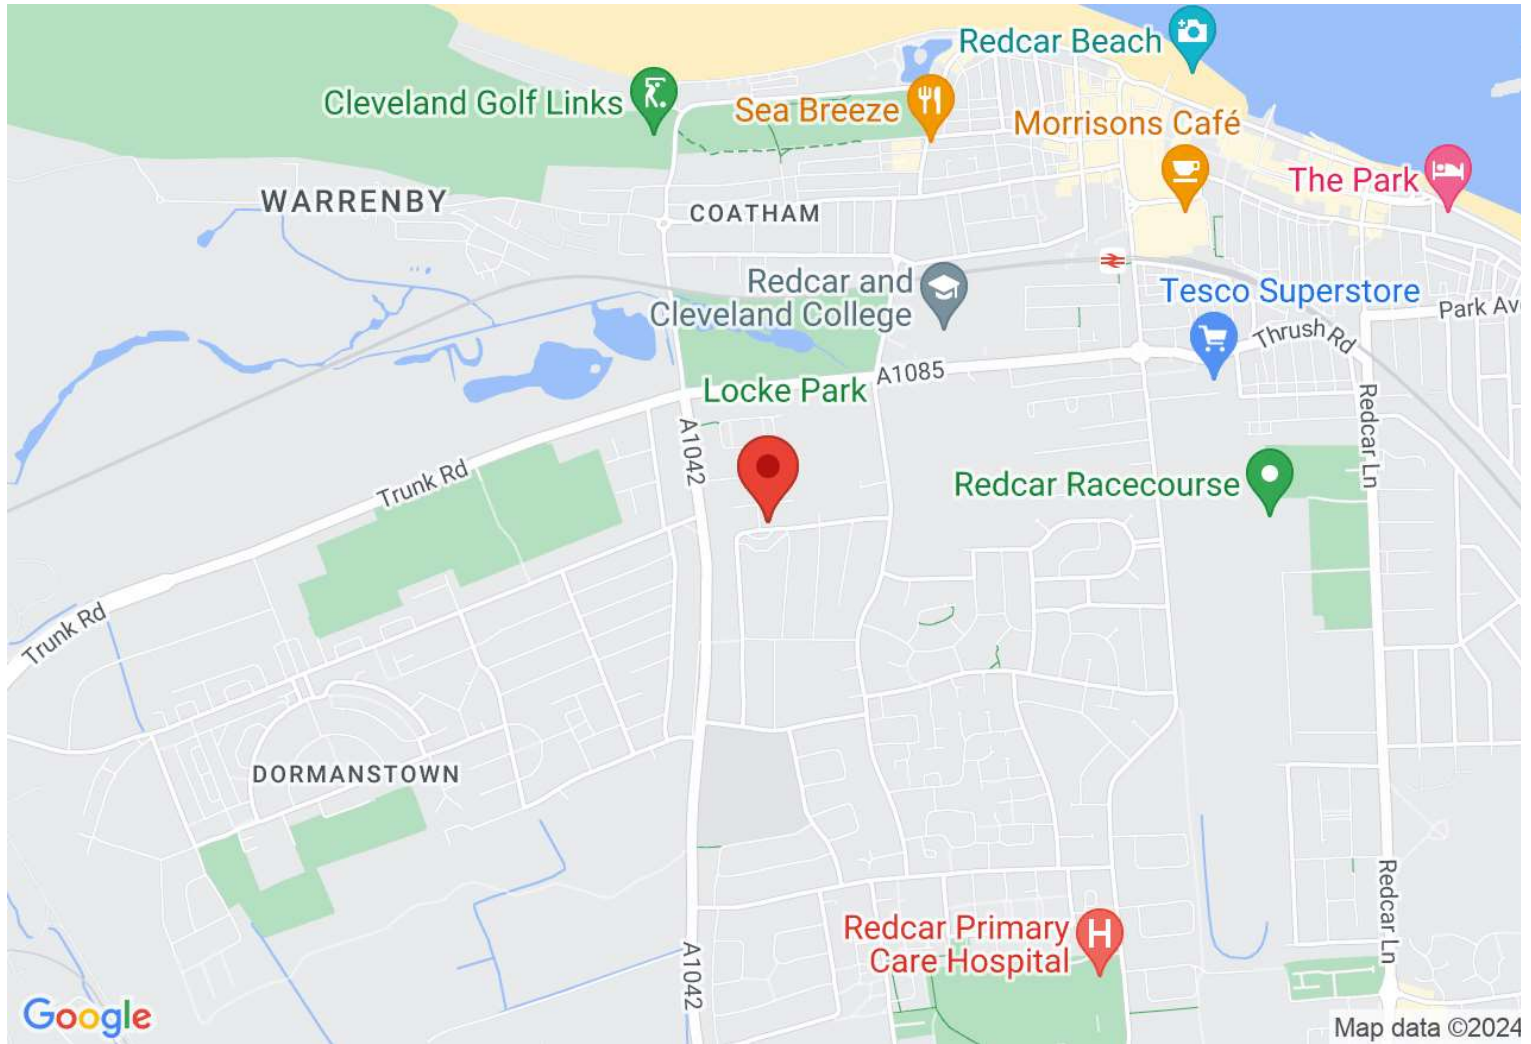 Redcar Beach
Cleveland Golf Links
Sea Breeze
Morrisons Café
The Park
WARRENBY
COATHAM
Redcar and
Cleveland College
Tesco Superstore
Park Av
Thrush Rd
A1085
Locke Park
Redcar Ln
A1042
Trunk Rd
Redcar Racecourse
Trunk Rd
DORMANSTOWN
Redcar Ln
Redcar Primary
Care Hospital
A1042
H
Google
Map data ©2024